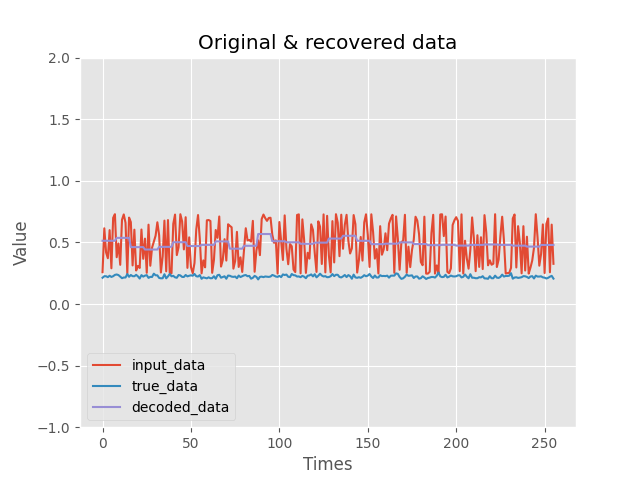 Original & recovered data
2.0
1.5
1.0
0.5
0.0
−0.5
−1.0
Value
input_data
true_data
decoded_data
0 50 100 150 200 250
Times